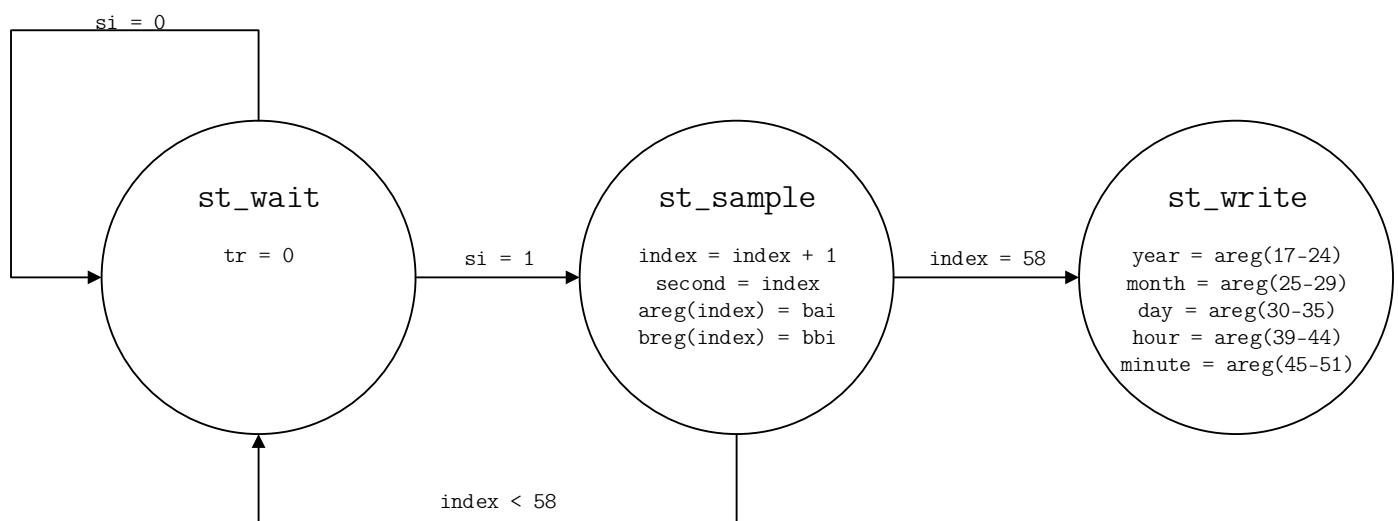 si = 0
st_wait
tr = 0
si = 1
st_sample
index = index + 1
second = index
areg(index) = bai
breg(index) = bbi
index = 58
st_write
year = areg(17-24)
month = areg(25-29)
day = areg(30-35)
hour = areg(39-44)
minute = areg(45-51)
index < 58